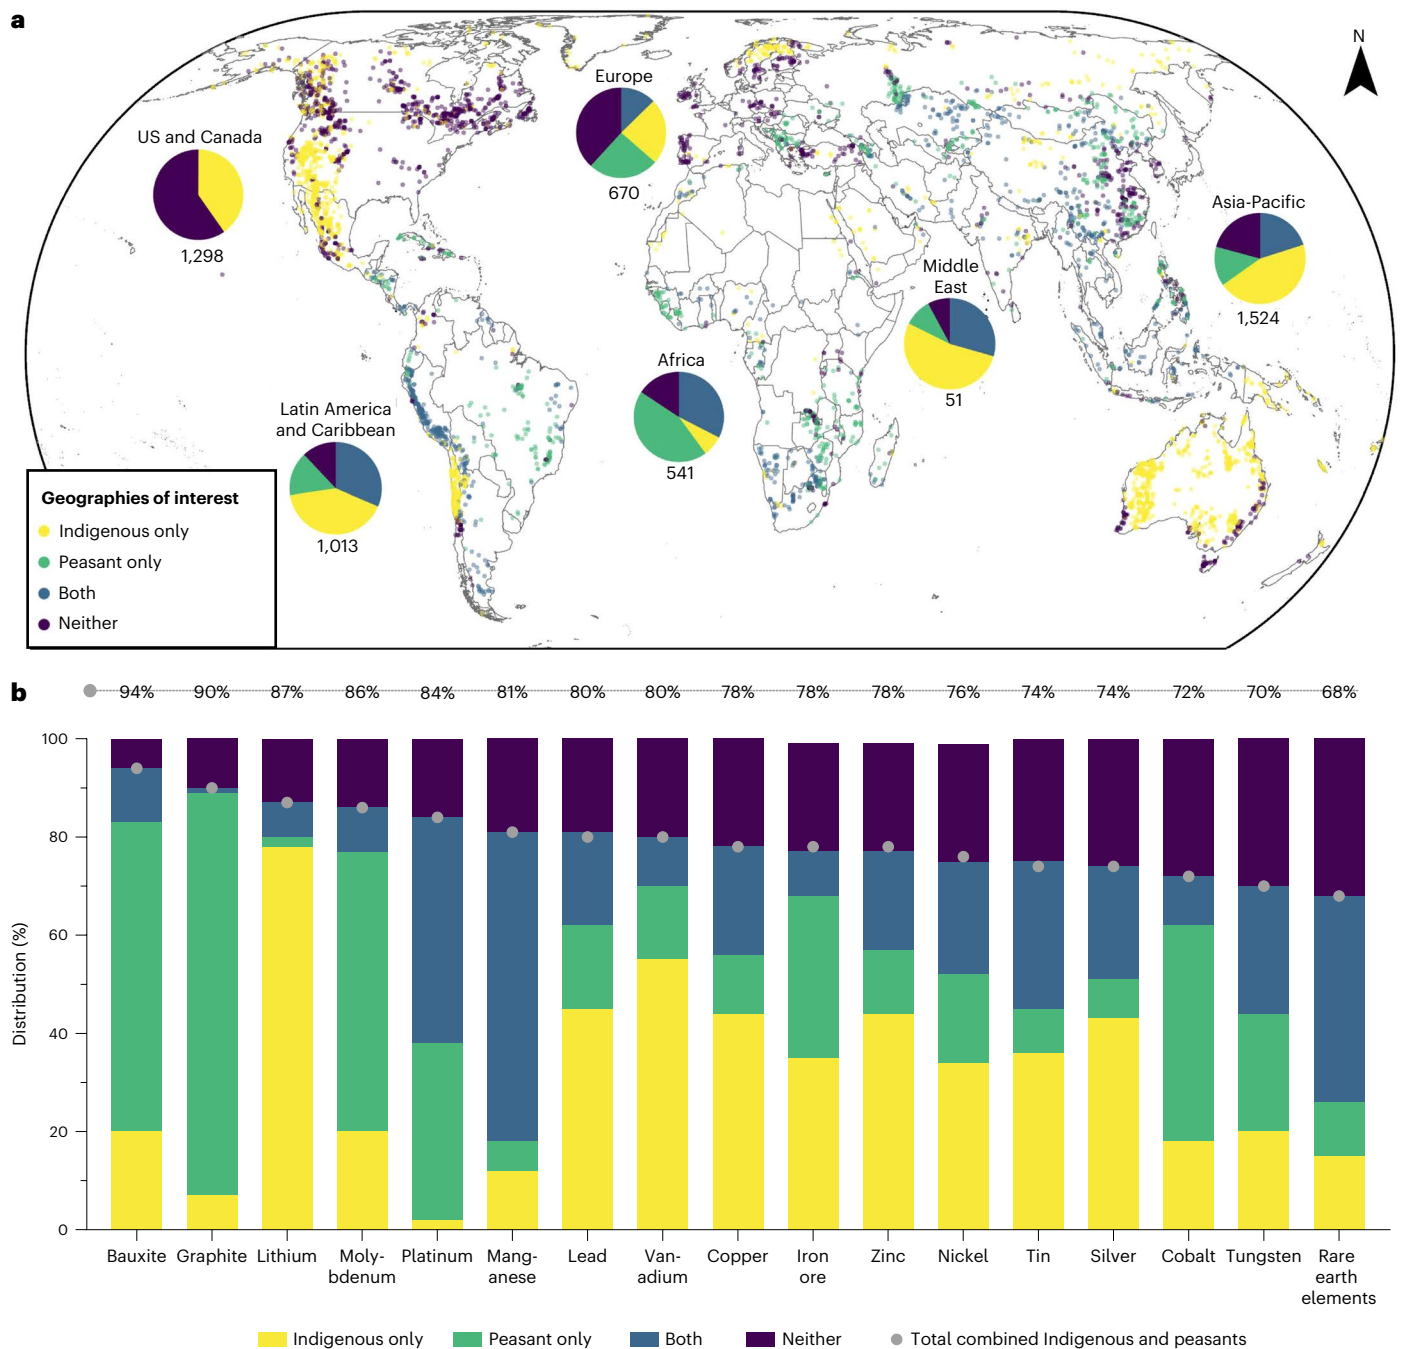 a
N
Europe
670
US and Canada
1,298
Asia-Pacific
1,524
Middle
East
51
Africa
541
Latin America
and Caribbean
1,013
Geographies of interest
Indigenous only
Peasant only
Both
Neither
b
94% 90% 87% 86% 84% 81% 80% 80% 78% 78% 78% 76% 74% 74% 72% 70% 68%
Distribution (%)
100
80
60
40
20
0
Bauxite
Graphite
Lithium
Moly-
bdenum
Platinum
Mang-
anese
Lead
Van-
adium
Copper
Iron
ore
Zinc
Nickel
Tin
Silver
Cobalt
Tungsten
Rare
earth
elements
Indigenous only Peasant only Both Neither Total combined Indigenous and peasants